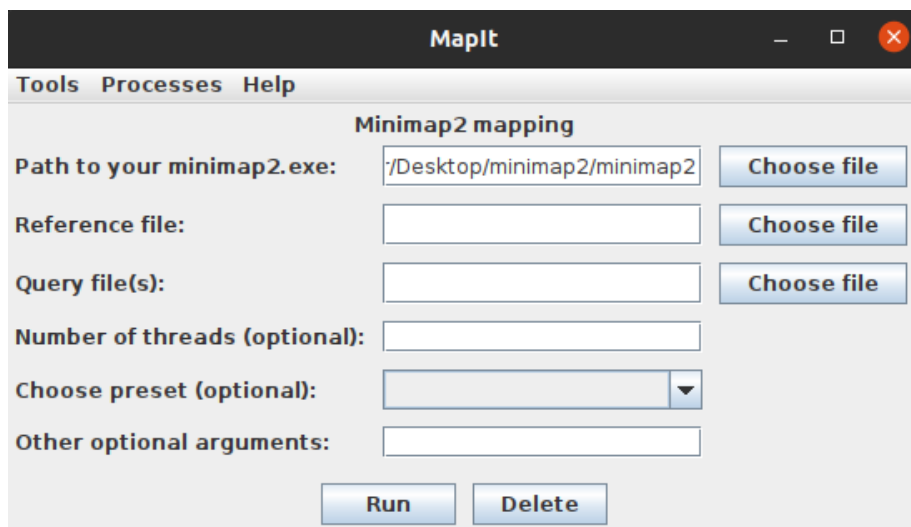 MapIt
Tools Processes Help
Minimap2 mapping
Path to your minimap2.exe: /Desktop/minimap2/minimap2 Choose file
Reference file: Choose file
Query file(s): Choose file
Number of threads (optional):
Choose preset (optional):
Other optional arguments:
Run Delete